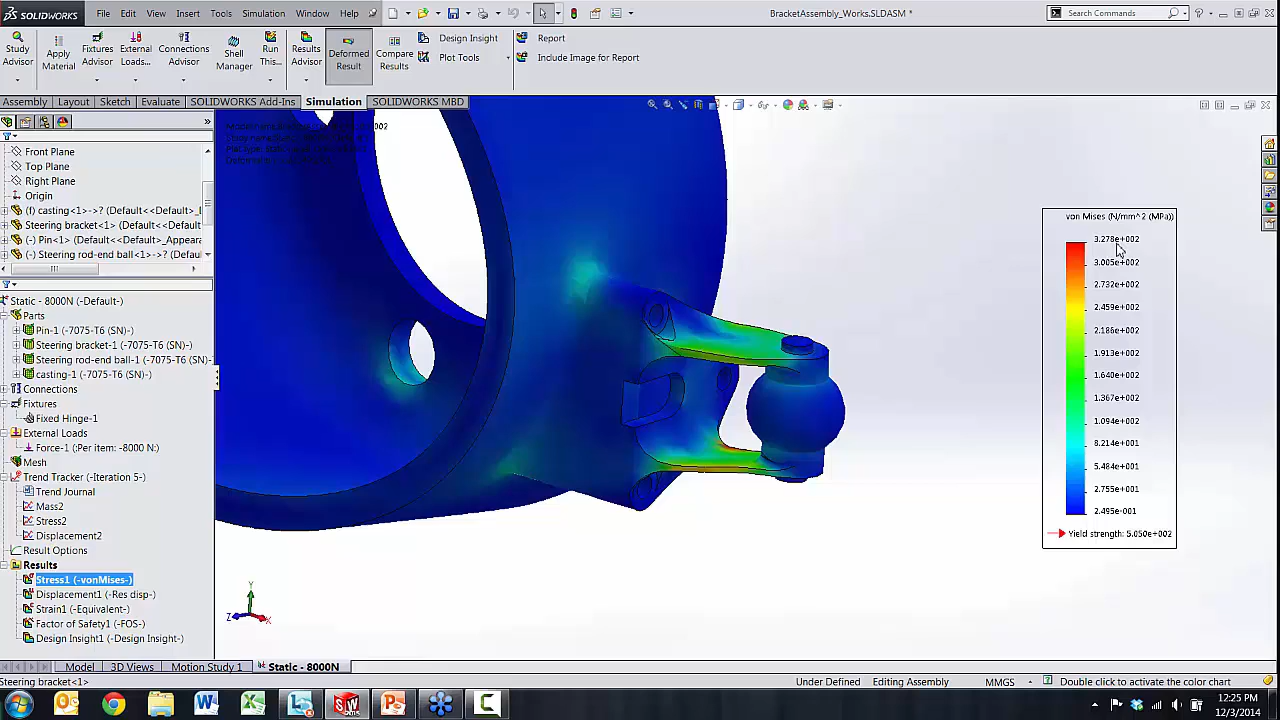 SOLIDWORKS
File Edit View Insert Tools Simulation Window Help
BracketAssembly_Works.SLDASM *
Search Commands
Study Advisor
Apply Material
Fixtures Advisor
External Loads...
Connections Advisor
Shell Manager
Run This...
Results Advisor
Deformed Result
Compare Results
Design Insight
Plot Tools
Report
Include Image for Report
Assembly Layout Sketch Evaluate SOLIDWORKS Add-Ins Simulation SOLIDWORKS MBD
Front Plane
Top Plane
Right Plane
Origin
(f) casting<1>->? (Default<<Default>_
Steering bracket<1> (Default<<Defaul
(-) Pin<1> (Default<<Default>_Appeara
(-) Steering rod-end ball<1>->? (Default
Static - 8000N (-Default-)
Parts
Pin-1 (-7075-T6 (SN)-)
Steering bracket-1 (-7075-T6 (SN)-)
Steering rod-end ball-1 (-7075-T6 (SN)-
casting-1 (-7075-T6 (SN)-)
Connections
Fixtures
Fixed Hinge-1
External Loads
Force-1 (:Per item: -8000 N:)
Mesh
Trend Tracker (-Iteration 5-)
Trend Journal
Mass2
Stress2
Displacement2
Result Options
Results
Stress1 (-vonMises-)
Displacement1 (-Res disp-)
Strain1 (-Equivalent-)
Factor of Safety1 (-FOS-)
Design Insight1 (-Design Insight-)
von Mises (N/mm^2 (MPa))
3.278e+002
3.005e+002
2.732e+002
2.459e+002
2.186e+002
1.913e+002
1.640e+002
1.367e+002
1.094e+002
8.214e+001
5.484e+001
2.755e+001
2.495e-001
Yield strength: 5.050e+002
Y
Z
X
Model 3D Views Motion Study 1 Static - 8000N
Steering bracket<1>
Under Defined Editing Assembly MMGS Double click to activate the color chart
12:25 PM
12/3/2014